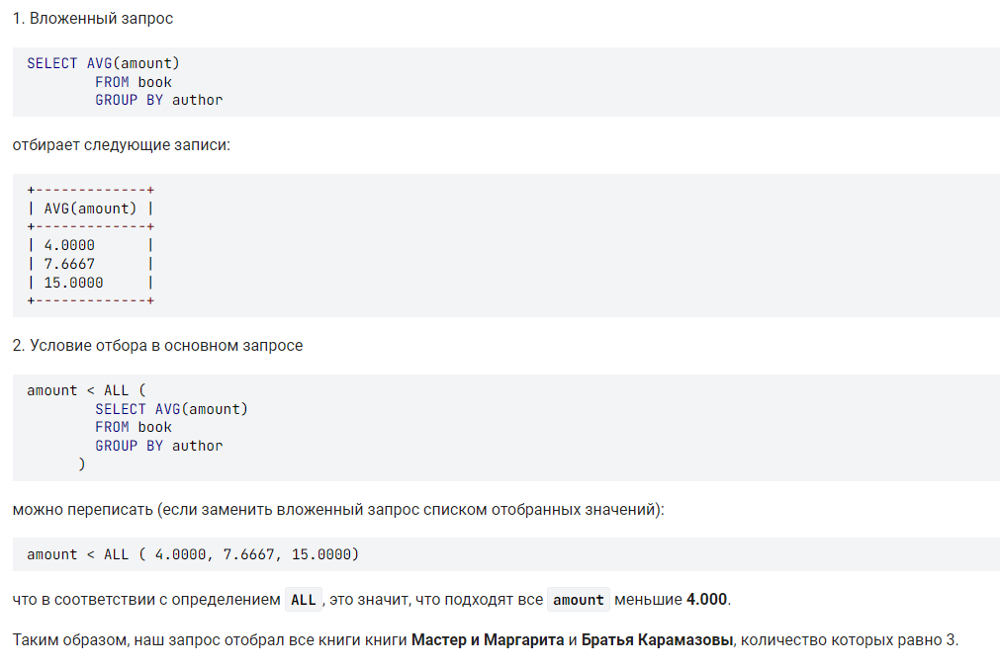 1. Вложенный запрос
SELECT AVG(amount)
        FROM book
        GROUP BY author
отбирает следующие записи:
+-------------+
| AVG(amount) |
+-------------+
| 4.0000      |
| 7.6667      |
| 15.0000     |
+-------------+
2. Условие отбора в основном запросе
amount < ALL (
        SELECT AVG(amount)
        FROM book
        GROUP BY author
      )
можно переписать (если заменить вложенный запрос списком отобранных значений):
amount < ALL ( 4.0000, 7.6667, 15.0000)
что в соответствии с определением ALL , это значит, что подходят все amount меньшие 4.000.
Таким образом, наш запрос отобрал все книги книги Мастер и Маргарита и Братья Карамазовы, количество которых равно 3.